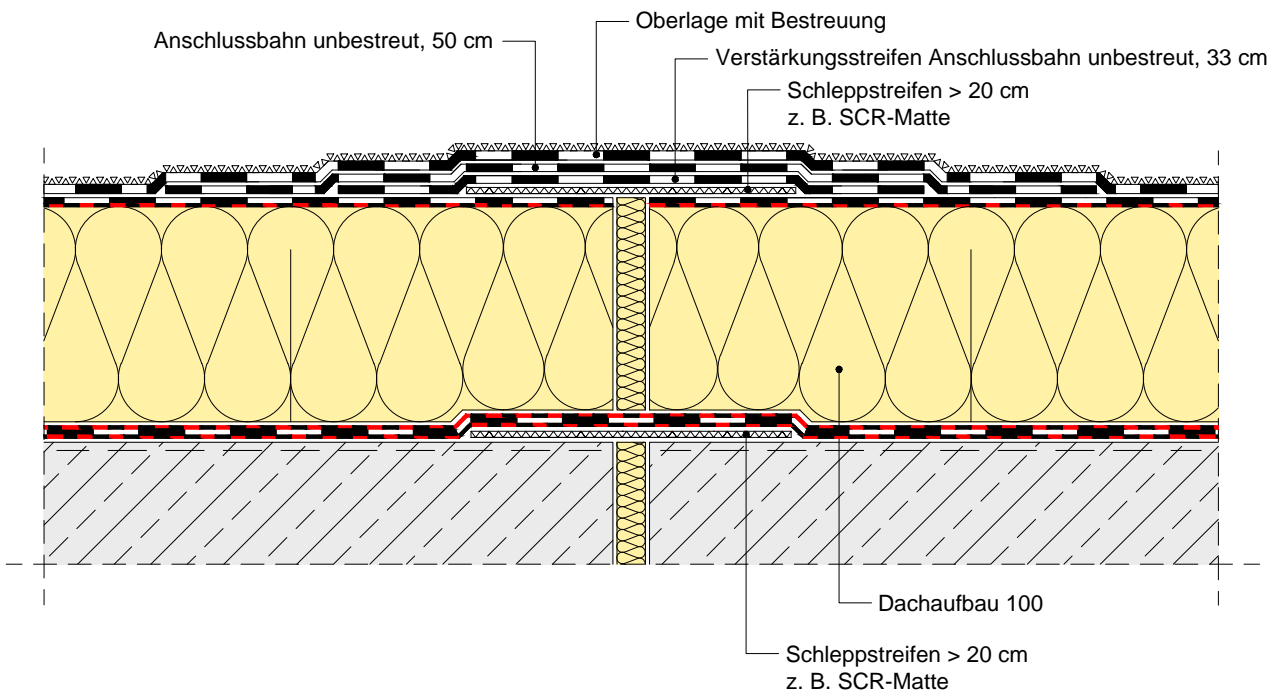 Oberlage mit Bestreuung
Anschlussbahn unbestreut, 50 cm
Verstärkungsstreifen Anschlussbahn unbestreut, 33 cm
Schleppstreifen > 20 cm
z. B. SCR-Matte
Dachaufbau 100
Schleppstreifen > 20 cm
z. B. SCR-Matte